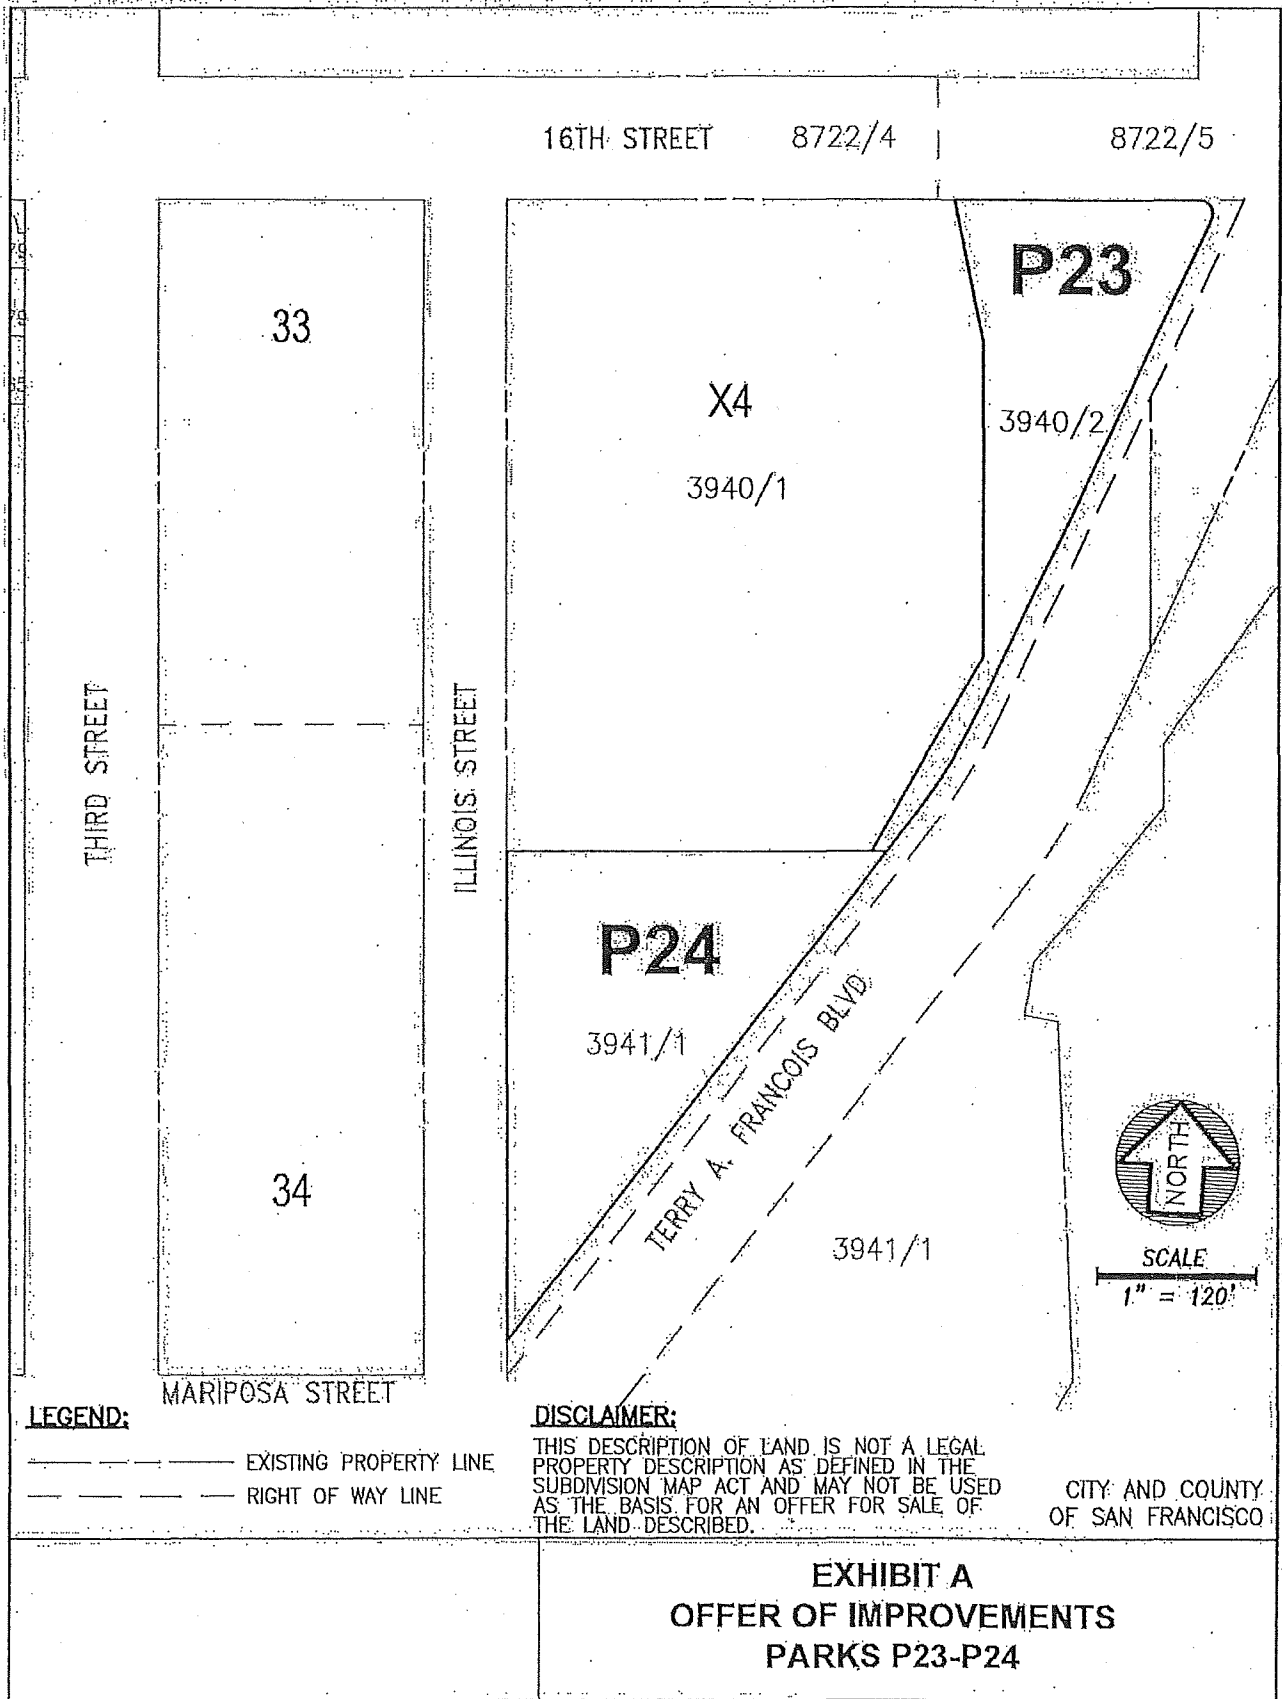 16TH STREET 8722/4 8722/5
P23
33
X4
3940/2
3940/1
THIRD STREET
ILLINOIS STREET
P24
3941/1
TERRY A. FRANCOIS BLVD
NORTH
34
3941/1
SCALE
1" = 120'
MARIPOSA STREET
LEGEND:
EXISTING PROPERTY LINE
RIGHT OF WAY LINE
DISCLAIMER:
THIS DESCRIPTION OF LAND IS NOT A LEGAL
PROPERTY DESCRIPTION AS DEFINED IN THE
SUBDIVISION MAP ACT AND MAY NOT BE USED
AS THE BASIS FOR AN OFFER FOR SALE OF
THE LAND DESCRIBED.
CITY AND COUNTY
OF SAN FRANCISCO
EXHIBIT A
OFFER OF IMPROVEMENTS
PARKS P23-P24